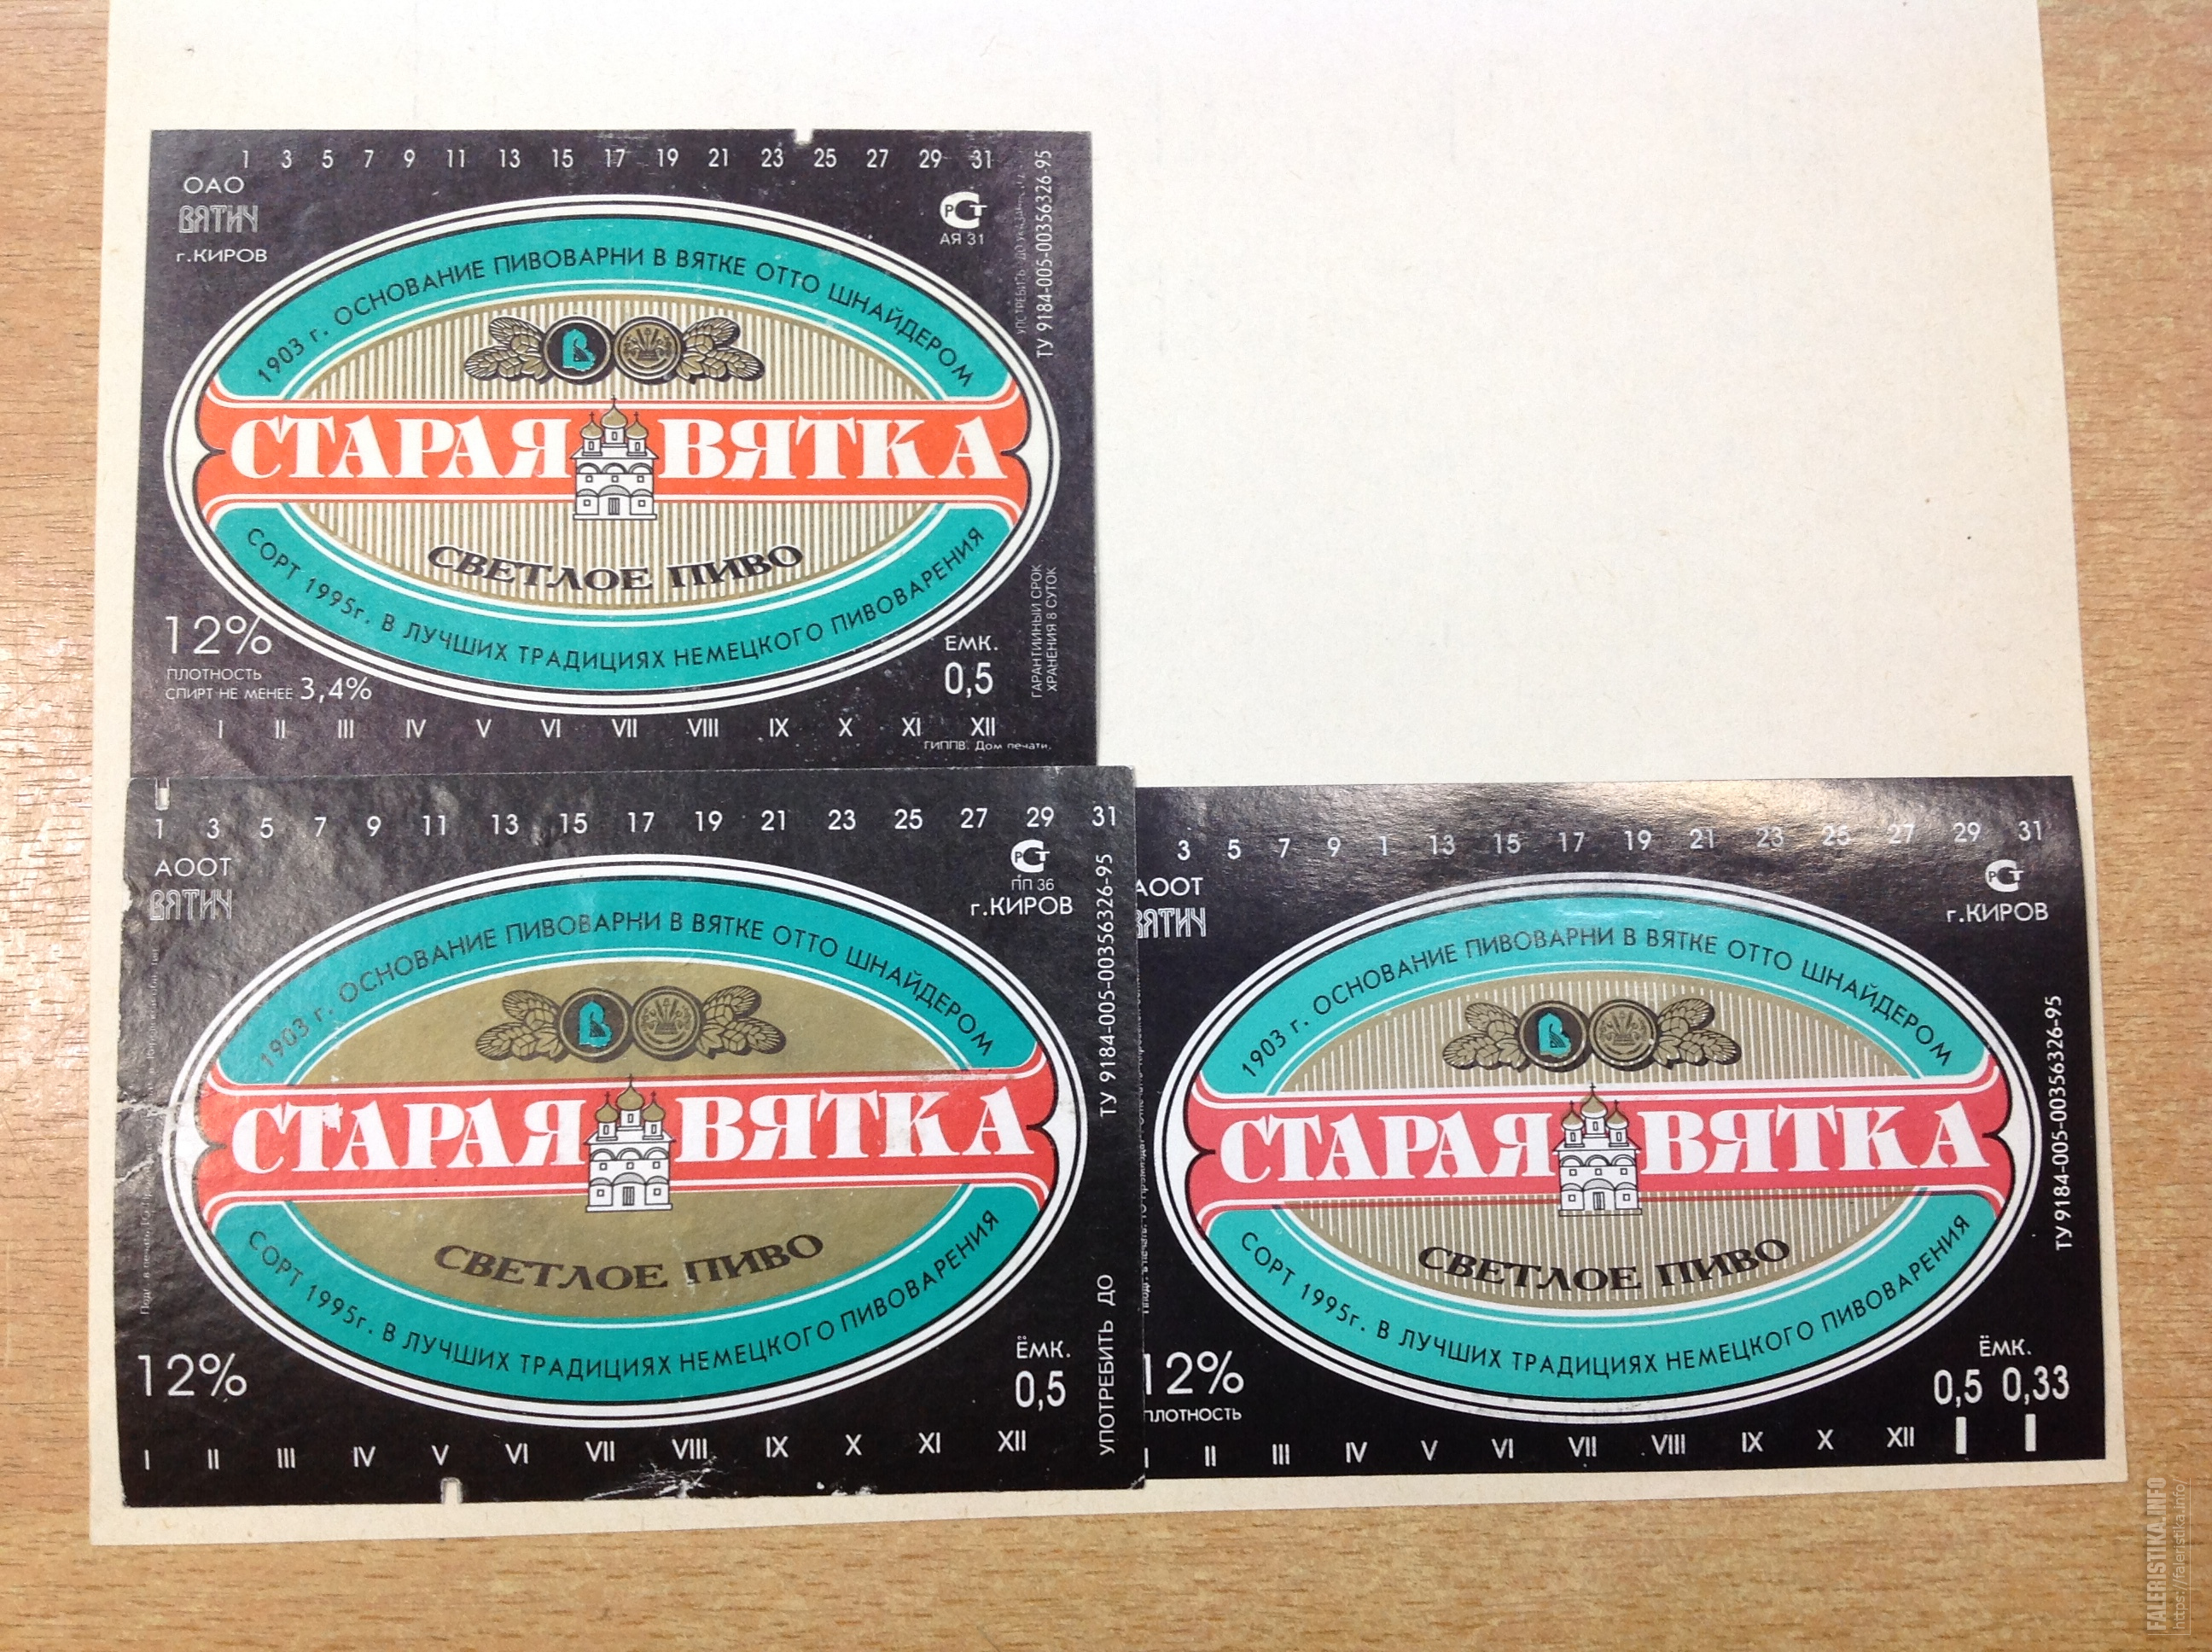 1 3 5 7 9 11 13 15 17 19 21 23 25 27 29 31
ОАО
ВЯТИЧ
г.КИРОВ
РСТ
АЯ 31
УПОТРЕБИТЬ ДО
ТУ 9184-005-00356326-95
1903 г. ОСНОВАНИЕ ПИВОВАРНИ В ВЯТКЕ ОТТО ШНАЙДЕРОМ
СТАРАЯ ВЯТКА
СВЕТЛОЕ ПИВО
СОРТ 1995г. В ЛУЧШИХ ТРАДИЦИЯХ НЕМЕЦКОГО ПИВОВАРЕНИЯ
12%
ПЛОТНОСТЬ
СПИРТ НЕ МЕНЕЕ 3,4%
ЕМК.
0,5
ГАРАНТИЙНЫЙ СРОК
ХРАНЕНИЯ 8 СУТОК
I II III IV V VI VII VIII IX X XI XII
ГИППВ. Дом печати,
1 3 5 7 9 11 13 15 17 19 21 23 25 27 29 31
АООТ
ВЯТИЧ
РСТ
ПП 36
г.КИРОВ
ТУ 9184-005-00356326-95
1903 г. ОСНОВАНИЕ ПИВОВАРНИ В ВЯТКЕ ОТТО ШНАЙДЕРОМ
СТАРАЯ ВЯТКА
СВЕТЛОЕ ПИВО
СОРТ 1995г. В ЛУЧШИХ ТРАДИЦИЯХ НЕМЕЦКОГО ПИВОВАРЕНИЯ
12%
ЁМК.
0,5
УПОТРЕБИТЬ ДО
I II III IV V VI VII VIII IX X XI XII
3 5 7 9 1 13 15 17 19 21 23 25 27 29 31
АООТ
ВЯТИЧ
РСТ
г.КИРОВ
ТУ 9184-005-00356326-95
1903 г. ОСНОВАНИЕ ПИВОВАРНИ В ВЯТКЕ ОТТО ШНАЙДЕРОМ
СТАРАЯ ВЯТКА
СВЕТЛОЕ ПИВО
СОРТ 1995г. В ЛУЧШИХ ТРАДИЦИЯХ НЕМЕЦКОГО ПИВОВАРЕНИЯ
12%
ПЛОТНОСТЬ
ЁМК.
0,5 0,33
I II III IV V VI VII VIII IX X XII
FALERISTIKA.INFO
https://faleristika.info/